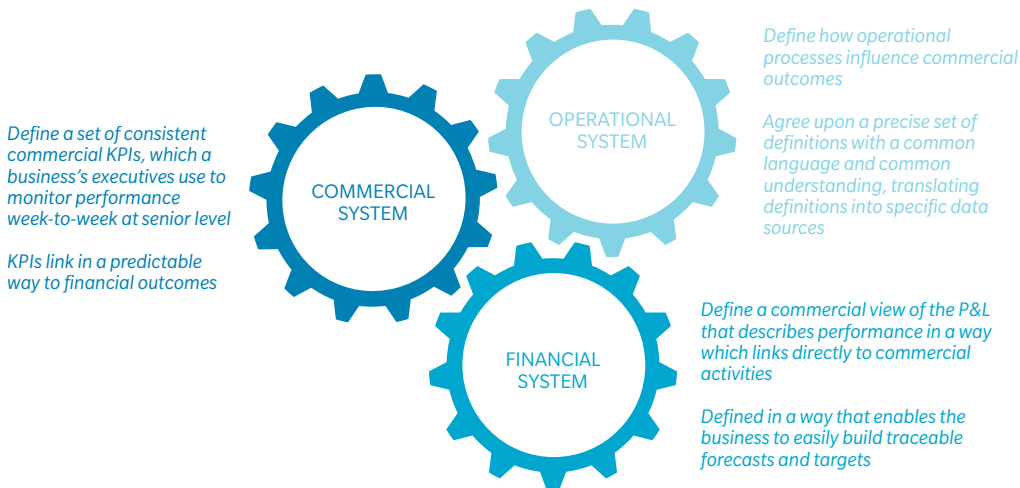 Define a set of consistent
commercial KPIs, which a
business's executives use to
monitor performance
week-to-week at senior level
KPIs link in a predictable
way to financial outcomes
COMMERCIAL
SYSTEM
OPERATIONAL
SYSTEM
Define how operational
processes influence commercial
outcomes
Agree upon a precise set of
definitions with a common
language and common
understanding, translating
definitions into specific data
sources
FINANCIAL
SYSTEM
Define a commercial view of the P&L
that describes performance in a way
which links directly to commercial
activities
Defined in a way that enables the
business to easily build traceable
forecasts and targets